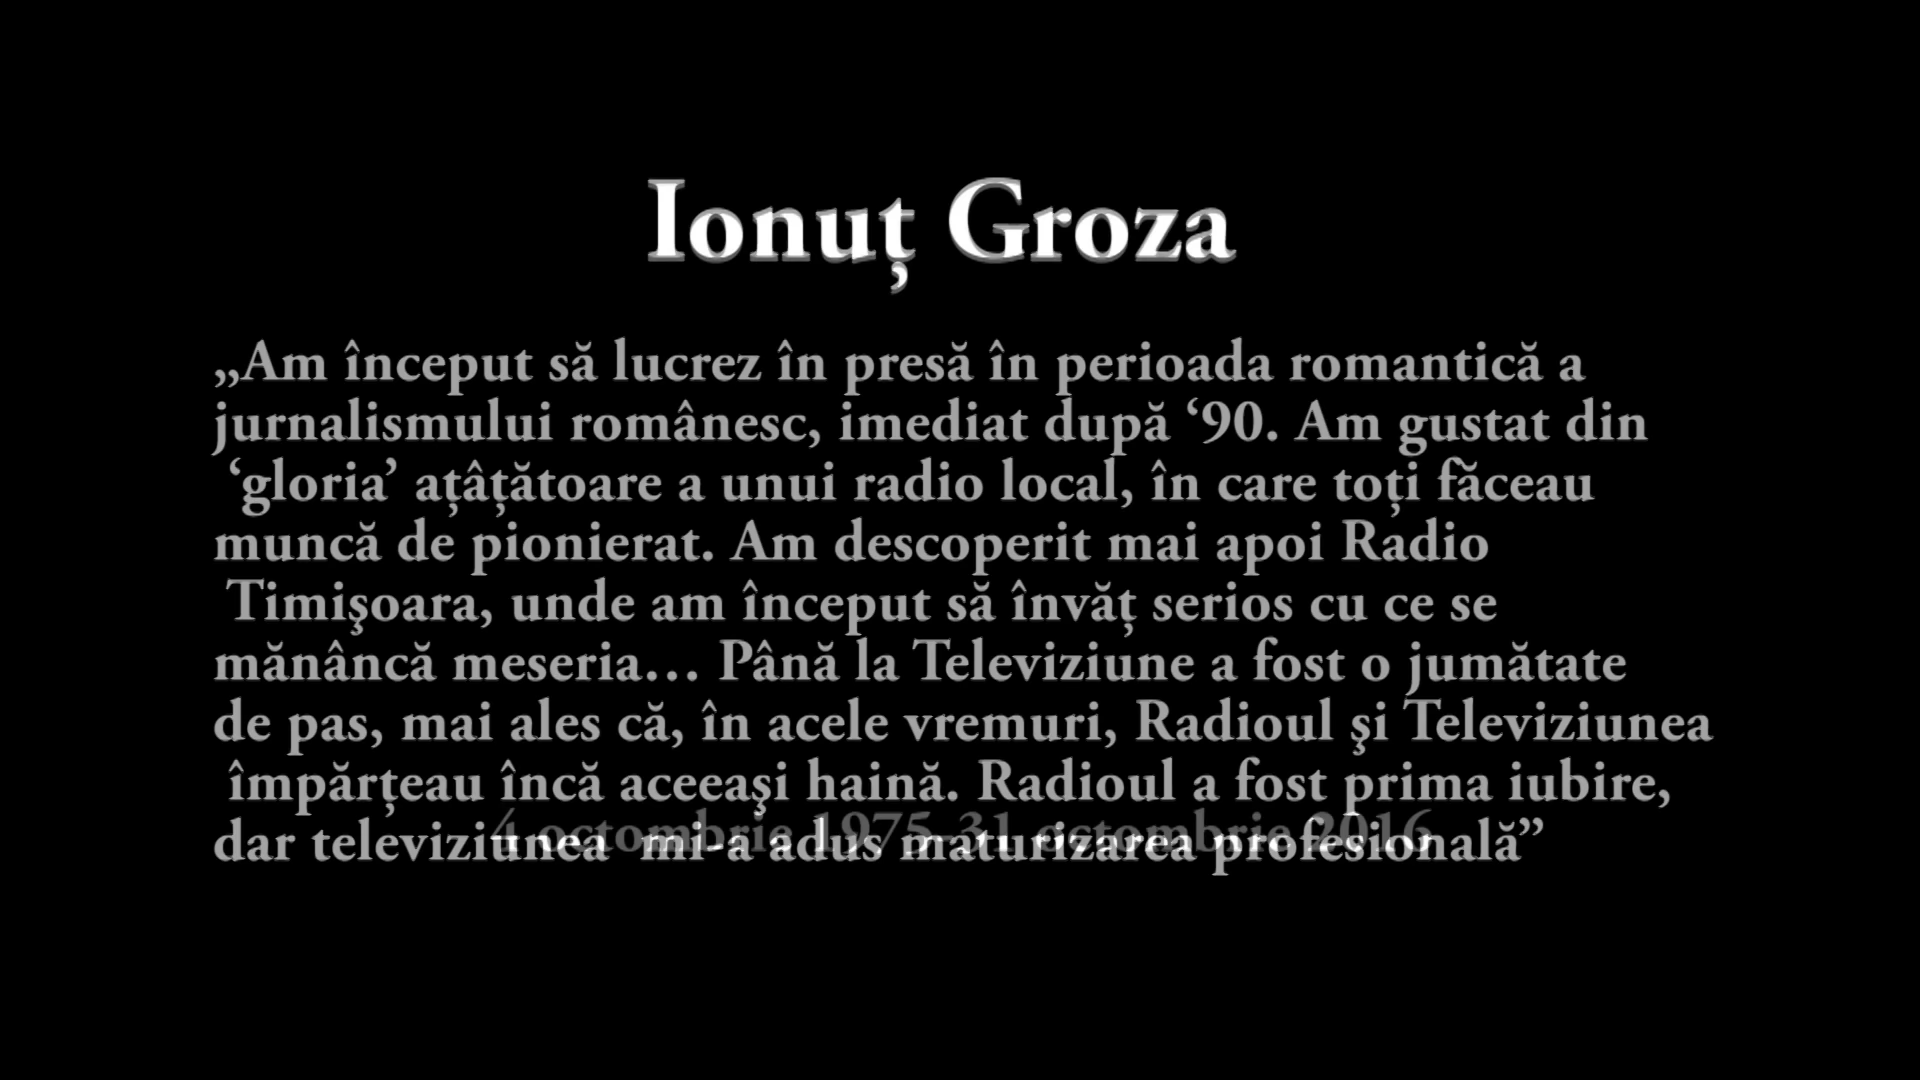 Ionuț Groza
„Am început să lucrez în presă în perioada romantică a
jurnalismului românesc, imediat după ‘90. Am gustat din
‘gloria’ ațâțătoare a unui radio local, în care toți făceau
muncă de pionierat. Am descoperit mai apoi Radio
Timişoara, unde am început să învăț serios cu ce se
mănâncă meseria… Până la Televiziune a fost o jumătate
de pas, mai ales că, în acele vremuri, Radioul şi Televiziunea
împărțeau încă aceeaşi haină. Radioul a fost prima iubire,
dar televiziunea mi-a adus maturizarea profesională”
4 octombrie 1975-31 octombrie 2016